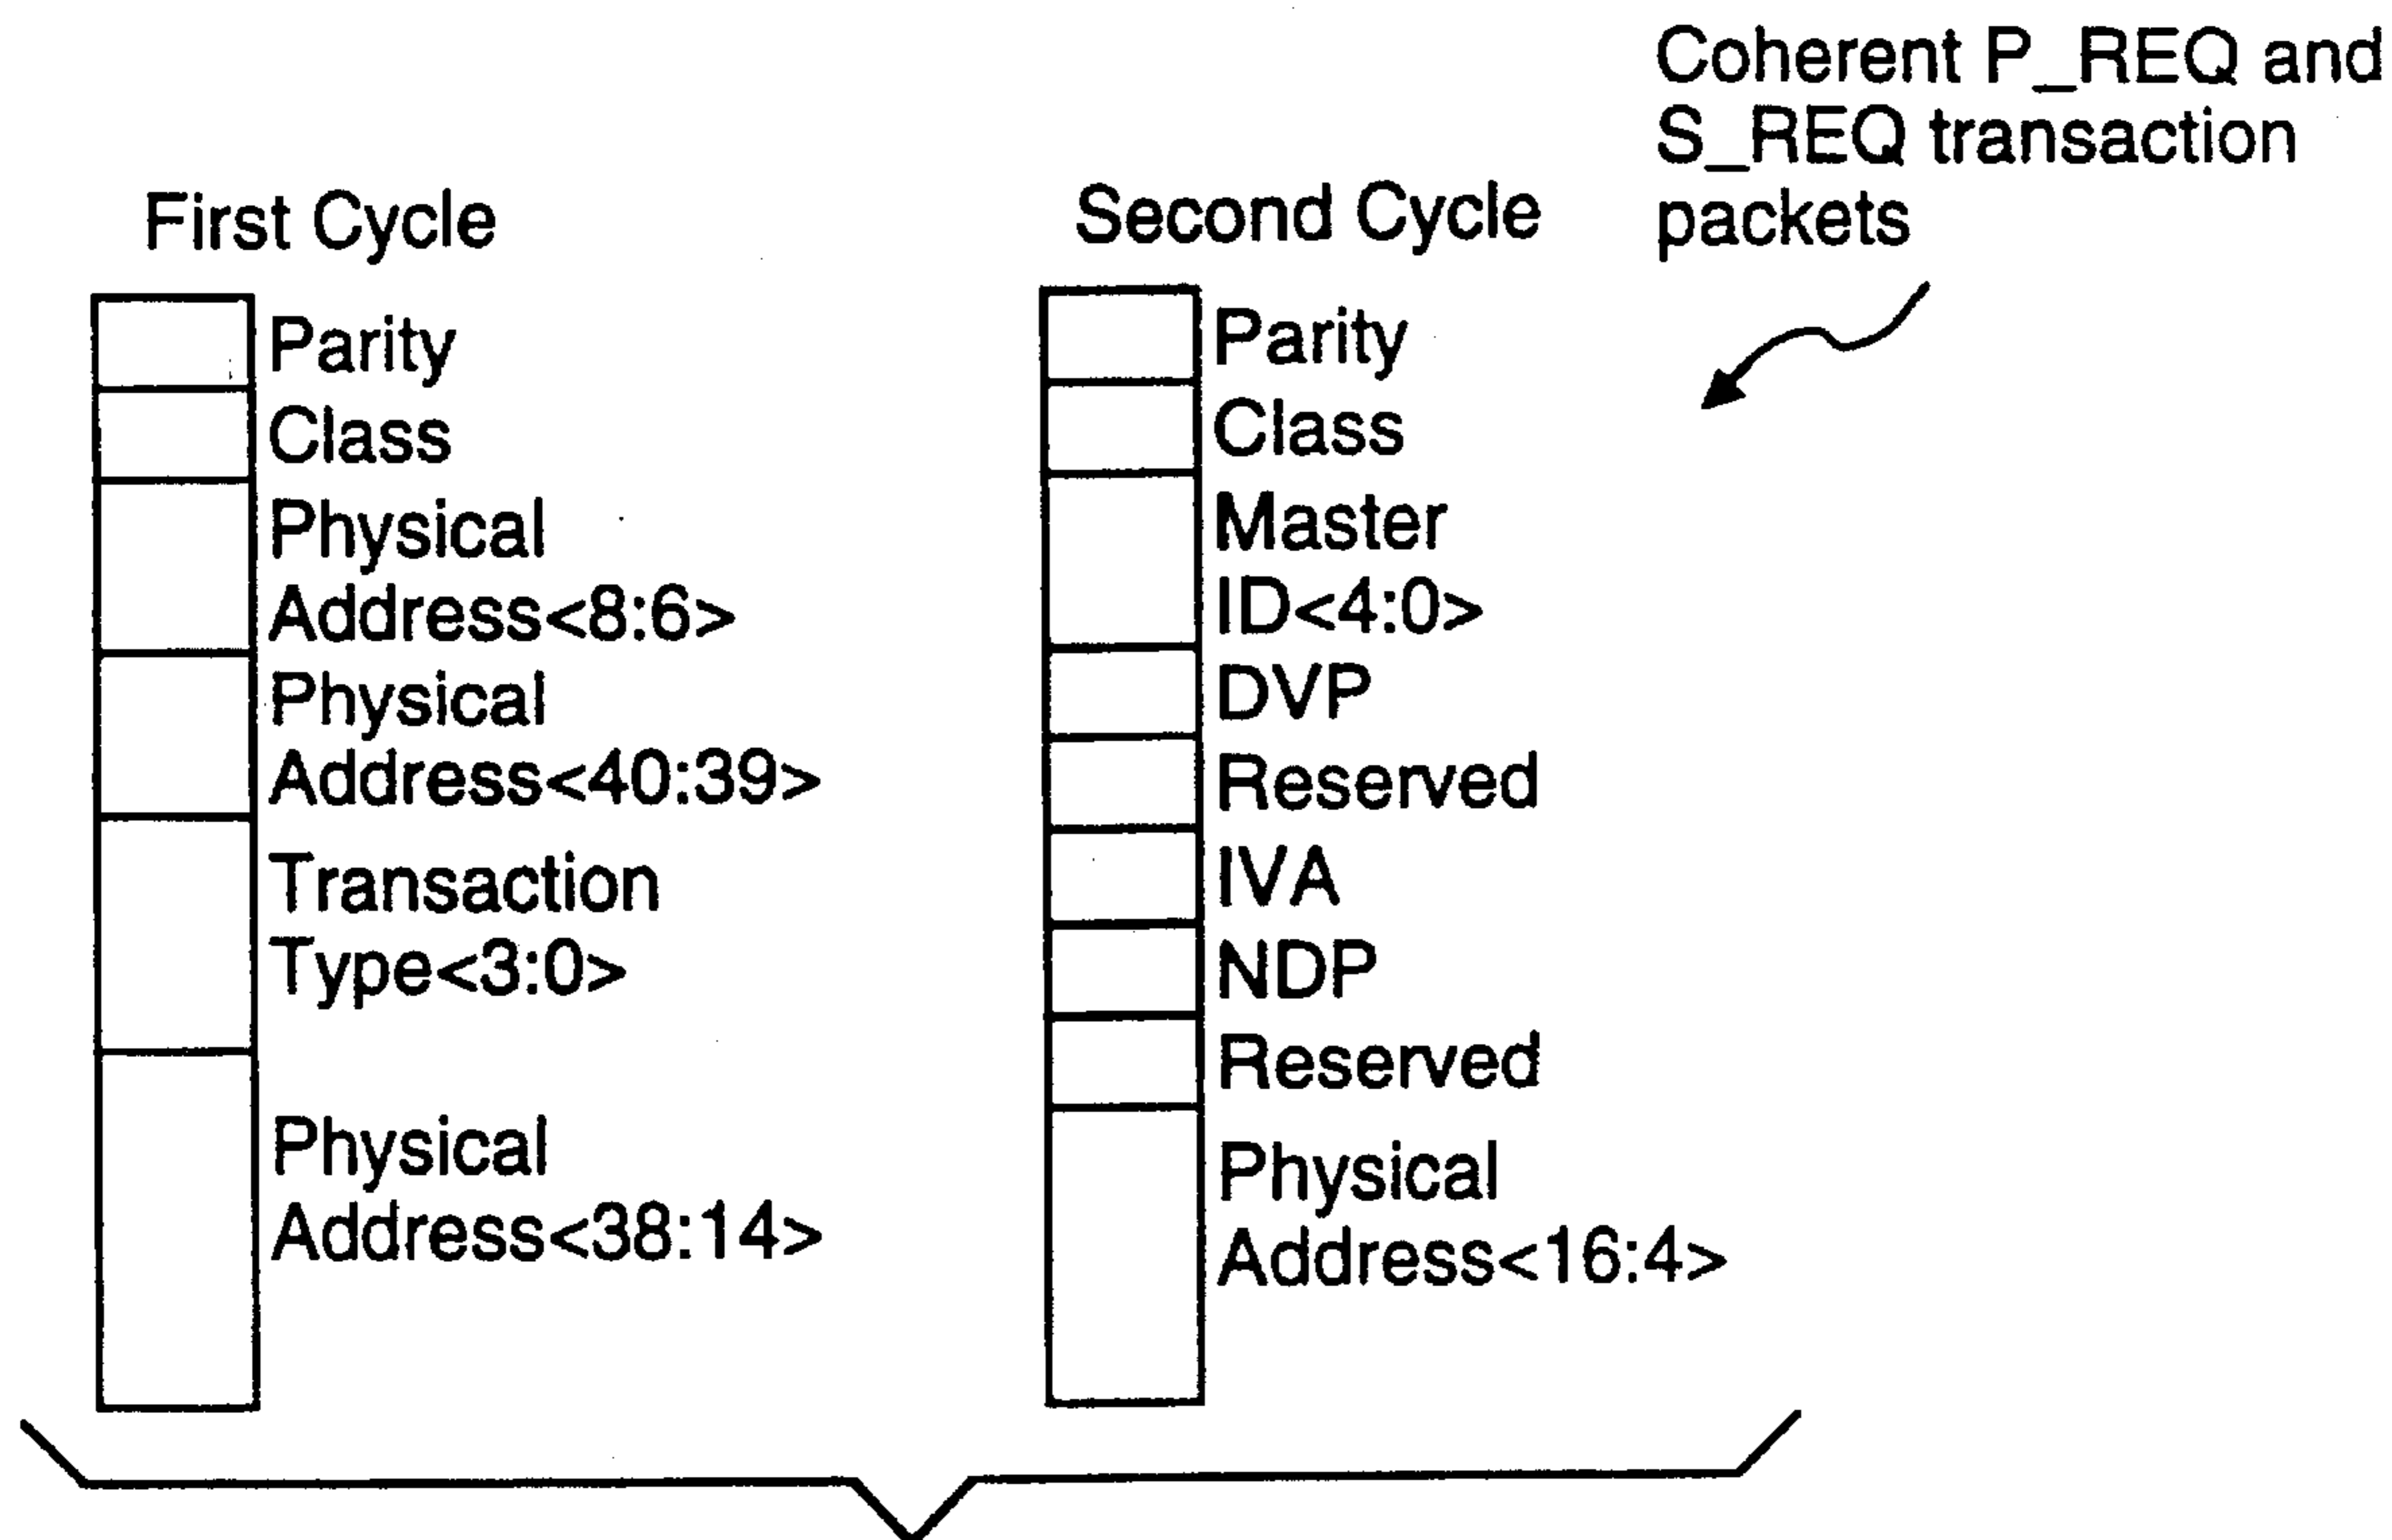 Coherent P_REQ and
S_REQ transaction
packets
First Cycle
Parity
Class
Physical
Address<8:6>
Physical
Address<40:39>
Transaction
Type<3:0>
Physical
Address<38:14>
Second Cycle
Parity
Class
Master
ID<4:0>
DVP
Reserved
IVA
NDP
Reserved
Physical
Address<16:4>